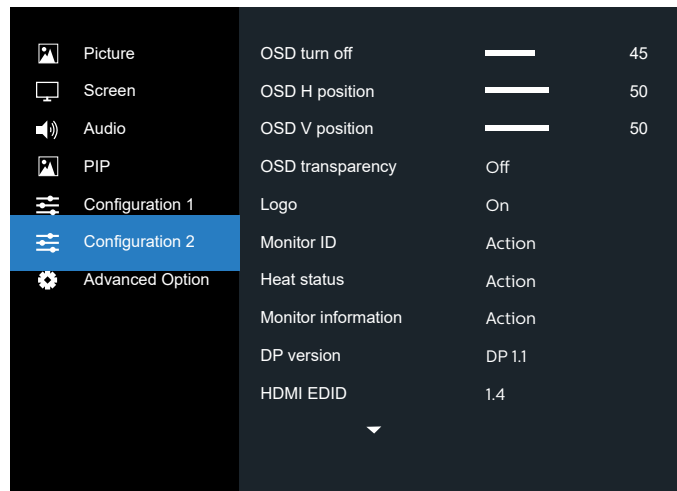 Picture
Screen
Audio
PIP
Configuration 1
Configuration 2
Advanced Option
OSD turn off 45
OSD H position 50
OSD V position 50
OSD transparency Off
Logo On
Monitor ID Action
Heat status Action
Monitor information Action
DP version DP 1.1
HDMI EDID 1.4